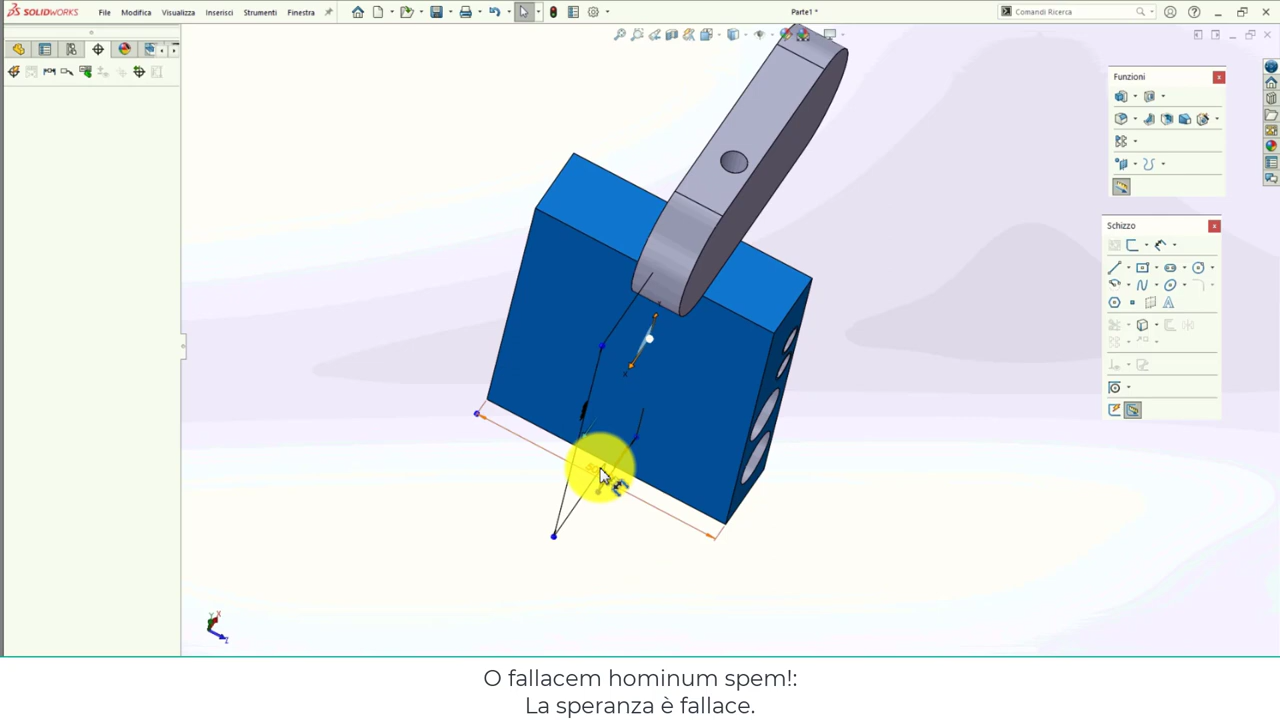 SOLIDWORKS File Modifica Visualizza Inserisci Strumenti Finestra Parte1 * Comandi Ricerca
Funzioni
Schizzo
O fallacem hominum spem!:
La speranza è fallace.